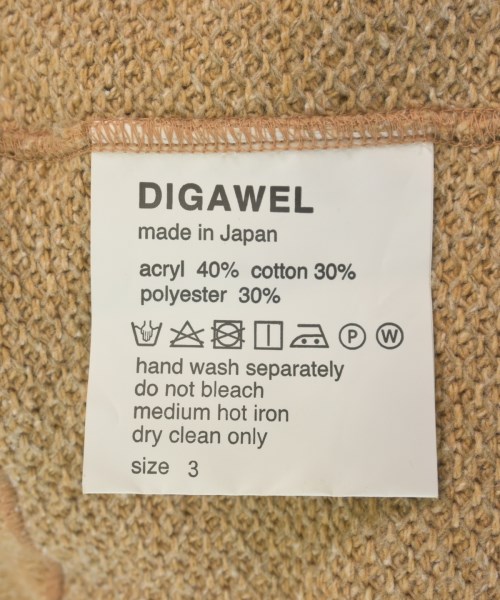 DIGAWEL
made in Japan
acryl 40% cotton 30%
polyester 30%
P W
hand wash separately
do not bleach
medium hot iron
dry clean only
size 3